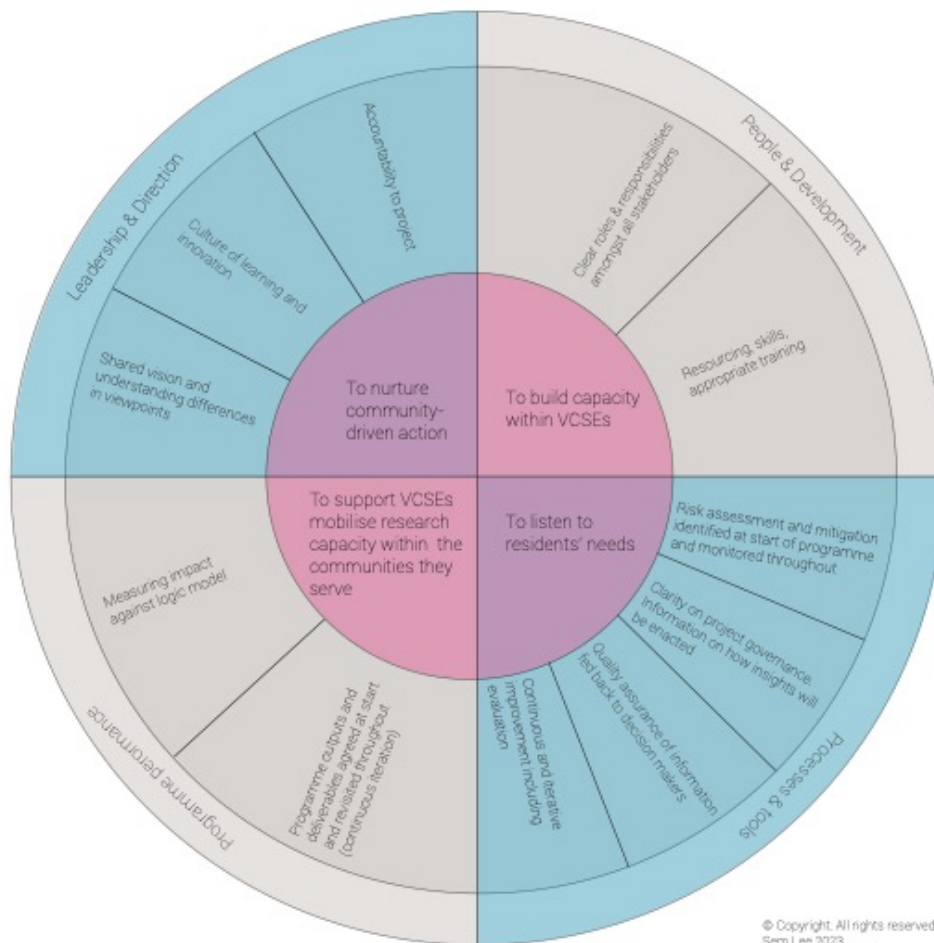 Leadership & Direction
Accountability to project
Culture of learning and
innovation
Shared vision and
understanding differences
in viewpoints
To nurture
community-
driven action
People & Development
Clear roles & responsibilities
amongst all stakeholders
Resourcing, skills,
appropriate training
To build capacity
within VCSEs
To support VCSEs
mobilise research
capacity within the
communities they
serve
Measuring impact
against logic model
Programme outputs and
deliverables agreed at start
and revisited throughout
(continuous iteration)
Programme perormance
To listen to
residents' needs
Risk assessment and mitigation
identified at start of programme
and monitored throughout
Clarity on project governance.
Information on how insights will
be enacted
Quality assurance of information
fed back to decision makers
Continuous and iterative
improvement including
evaluation
Processes & tools
© Copyright. All rights reserved
Sem Lee 2023